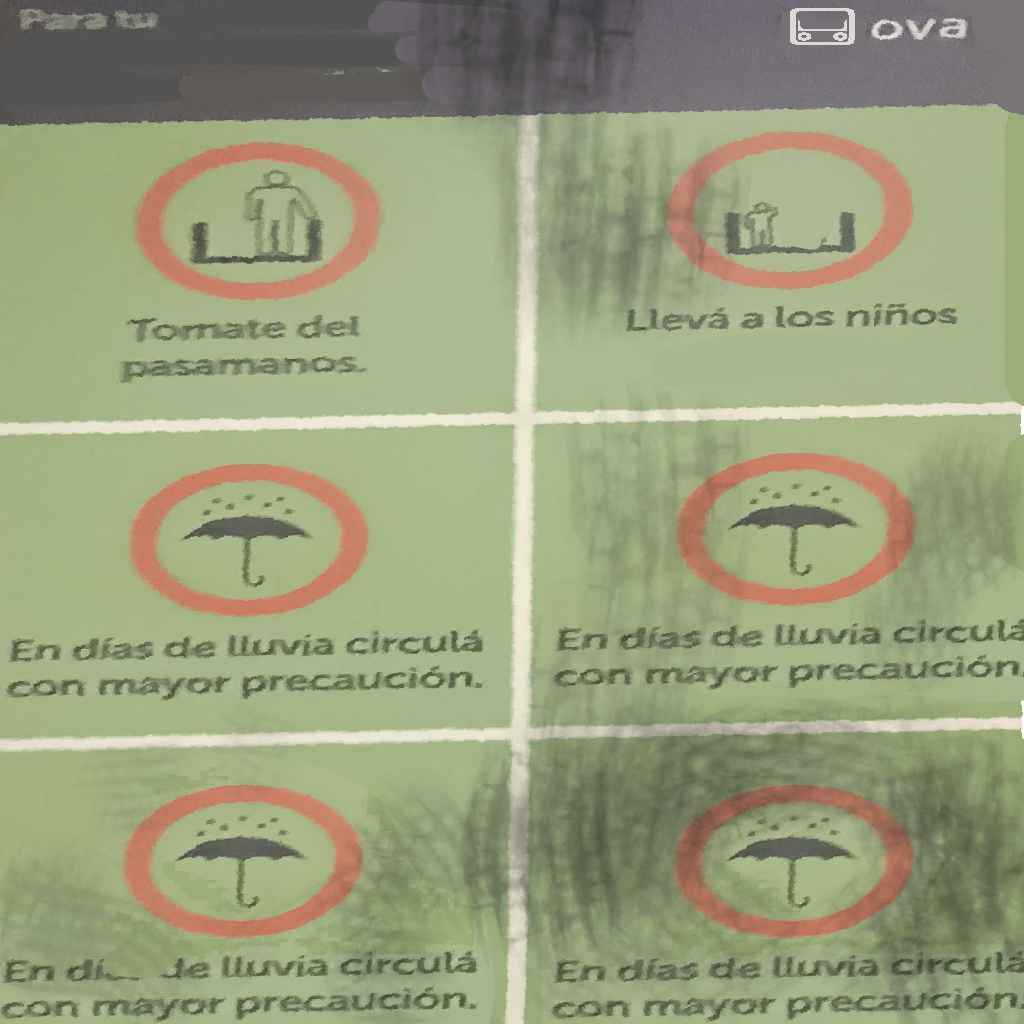 Para tu
ova
Tomate del
pasamanos.
Llevá a los niños
En días de lluvia circulá
con mayor precaución.
En días de lluvia circulá
con mayor precaución.
En lluvia circulá
con mayor precaución.
En días de lluvia circulá
con mayor precaución.